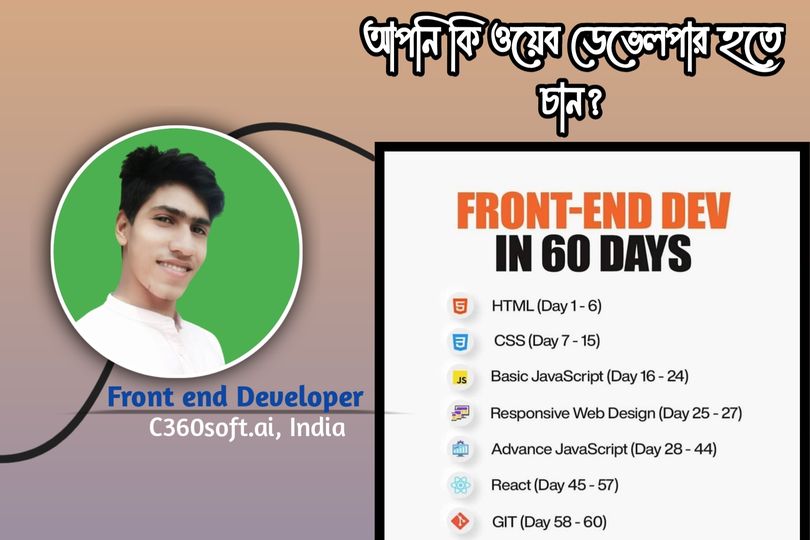 আপনি কি ওয়েব ডেভেলপার হতে
চান?
FRONT-END DEV
IN 60 DAYS
HTML (Day 1 - 6)
CSS (Day 7 - 15)
JS
Basic JavaScript (Day 16 - 24)
Responsive Web Design (Day 25 - 27)
Advance JavaScript (Day 28 - 44)
React (Day 45 - 57)
GIT (Day 58 - 60)
Front end Developer
C360soft.ai, India